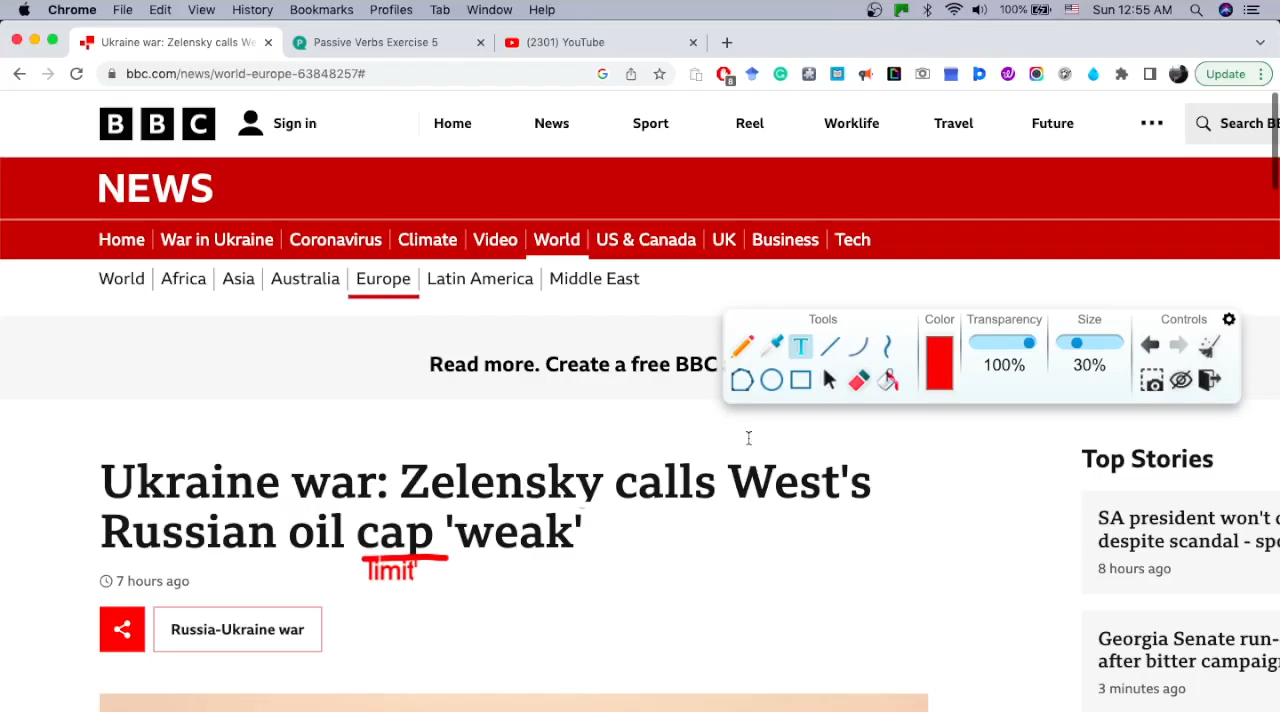 Chrome File Edit View History Bookmarks Profiles Tab Window Help 100% Sun 12:55 AM
Ukraine war: Zelensky calls We Passive Verbs Exercise 5 (2301) YouTube
bbc.com/news/world-europe-63848257# 8 Update
BBC Sign in Home News Sport Reel Worklife Travel Future Search BB
NEWS
Home War in Ukraine Coronavirus Climate Video World US & Canada UK Business Tech
World Africa Asia Australia Europe Latin America Middle East
Tools Color Transparency Size Controls
T
100% 30%
Read more. Create a free BBC
Ukraine war: Zelensky calls West's
Russian oil cap 'weak'
limit
7 hours ago
Russia-Ukraine war
Top Stories
SA president won't
despite scandal - spo
8 hours ago
Georgia Senate run-
after bitter campaig
3 minutes ago